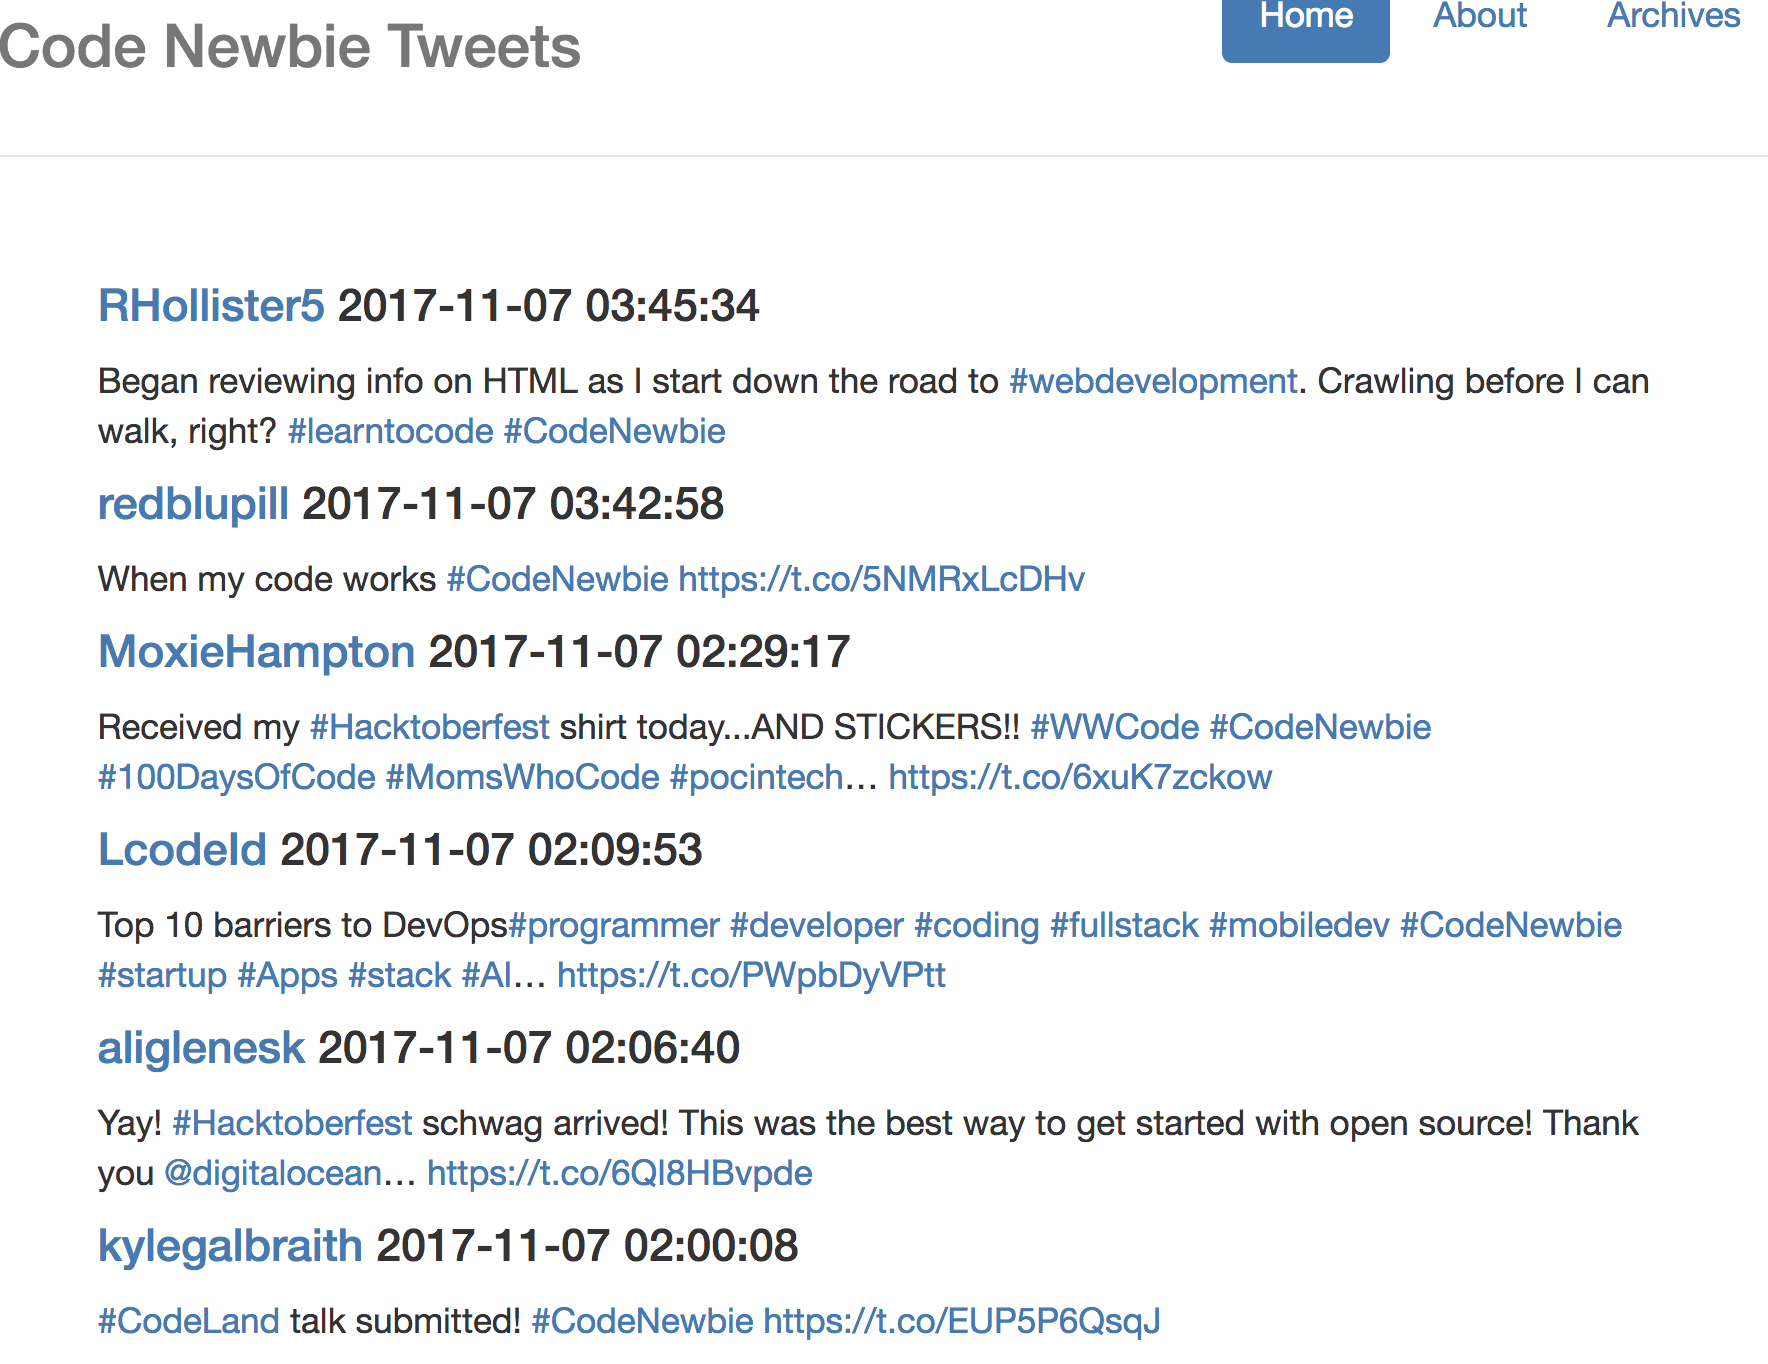 Code Newbie Tweets
Home About Archives
RHollister5 2017-11-07 03:45:34
Began reviewing info on HTML as I start down the road to #webdevelopment. Crawling before I can
walk, right? #learntocode #CodeNewbie
redblupill 2017-11-07 03:42:58
When my code works #CodeNewbie https://t.co/5NMRxLcDHv
MoxieHampton 2017-11-07 02:29:17
Received my #Hacktoberfest shirt today...AND STICKERS!! #WWCode #CodeNewbie
#100DaysOfCode #MomsWhoCode #pocintech… https://t.co/6xuK7zckow
Lcodeld 2017-11-07 02:09:53
Top 10 barriers to DevOps#programmer #developer #coding #fullstack #mobiledev #CodeNewbie
#startup #Apps #stack #AI… https://t.co/PWpbDyVPtt
aliglenesk 2017-11-07 02:06:40
Yay! #Hacktoberfest schwag arrived! This was the best way to get started with open source! Thank
you @digitalocean… https://t.co/6QI8HBvpde
kylegalbraith 2017-11-07 02:00:08
#CodeLand talk submitted! #CodeNewbie https://t.co/EUP5P6QsqJ